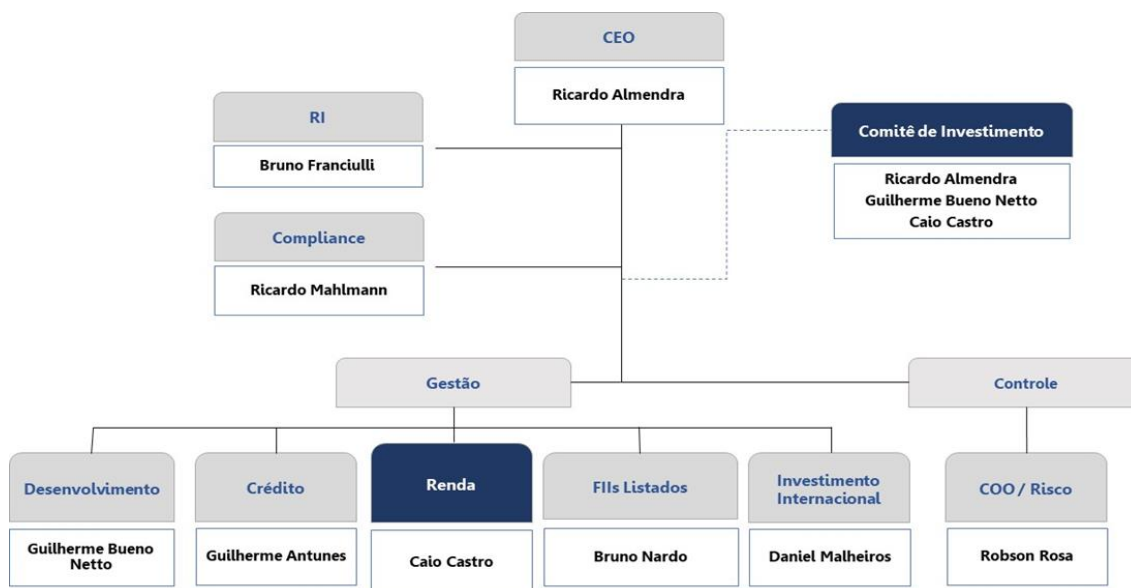 CEO
Ricardo Almendra
RI
Bruno Franciulli
Comitê de Investimento
Ricardo Almendra
Guilherme Bueno Netto
Caio Castro
Compliance
Ricardo Mahlmann
Gestão
Controle
Desenvolvimento
Guilherme Bueno
Netto
Crédito
Guilherme Antunes
Renda
Caio Castro
FIIs Listados
Bruno Nardo
Investimento
Internacional
Daniel Malheiros
COO / Risco
Robson Rosa